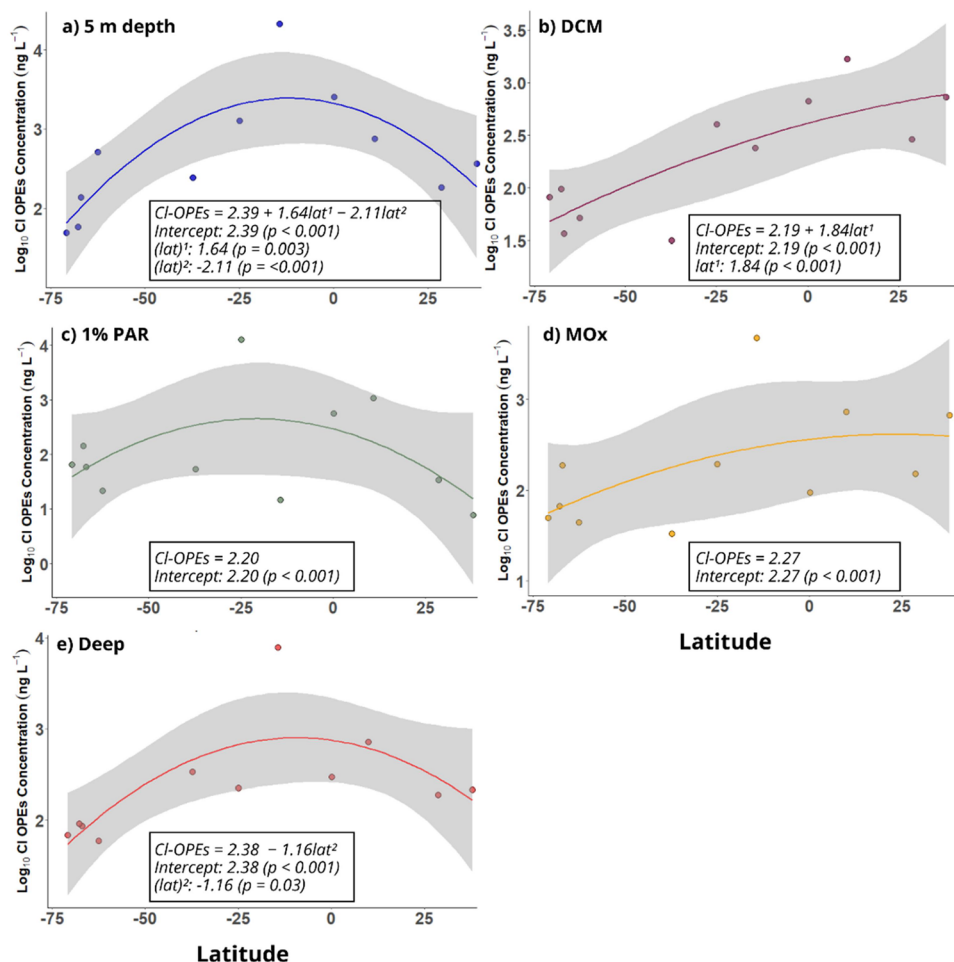 a) 5 m depth
Log₁₀ Cl OPEs Concentration (ng L⁻¹)
4
3
2
Cl-OPEs = 2.39 + 1.64lat¹ − 2.11lat²
Intercept: 2.39 (p < 0.001)
(lat)¹: 1.64 (p = 0.003)
(lat)²: -2.11 (p = <0.001)
-75 -50 -25 0 25
b) DCM
Log₁₀ Cl OPEs Concentration (ng L⁻¹)
3.5
3.0
2.5
2.0
1.5
Cl-OPEs = 2.19 + 1.84lat¹
Intercept: 2.19 (p < 0.001)
lat¹: 1.84 (p < 0.001)
-75 -50 -25 0 25
c) 1% PAR
Log₁₀ Cl OPEs Concentration (ng L⁻¹)
4
3
2
1
0
Cl-OPEs = 2.20
Intercept: 2.20 (p < 0.001)
-75 -50 -25 0 25
d) MOx
Log₁₀ Cl OPEs Concentration (ng L⁻¹)
3
2
1
Cl-OPEs = 2.27
Intercept: 2.27 (p < 0.001)
-75 -50 -25 0 25
Latitude
e) Deep
Log₁₀ Cl OPEs Concentration (ng L⁻¹)
4
3
2
Cl-OPEs = 2.38 − 1.16lat²
Intercept: 2.38 (p < 0.001)
(lat)²: -1.16 (p = 0.03)
-75 -50 -25 0 25
Latitude